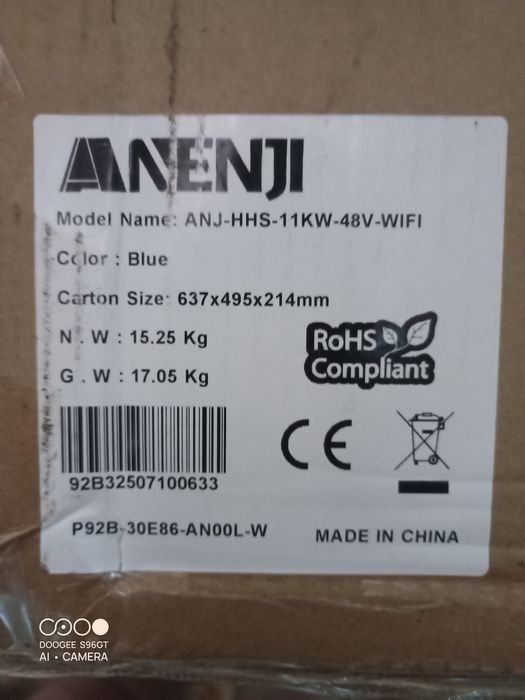 ANENJI
Model Name: ANJ-HHS-11KW-48V-WIFI
Color : Blue
Carton Size: 637x495x214mm
N . W : 15.25 Kg
G . W : 17.05 Kg
RoHS
Compliant
CE
92B32507100633
P92B-30E86-AN00L-W
MADE IN CHINA
DOOGEE S96GT
AI • CAMERA